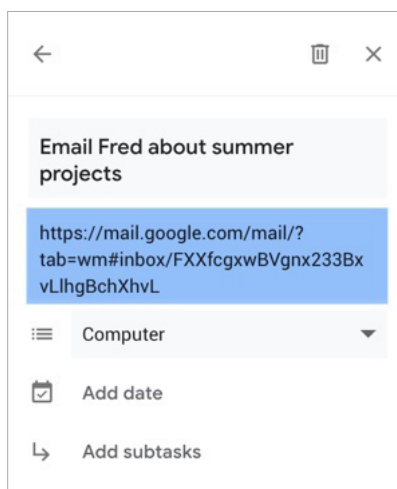 Email Fred about summer
projects
https://mail.google.com/mail/?
tab=wm#inbox/FXXfcgxwBVgnx233Bx
vLlhgBchXhvL
Computer
Add date
Add subtasks